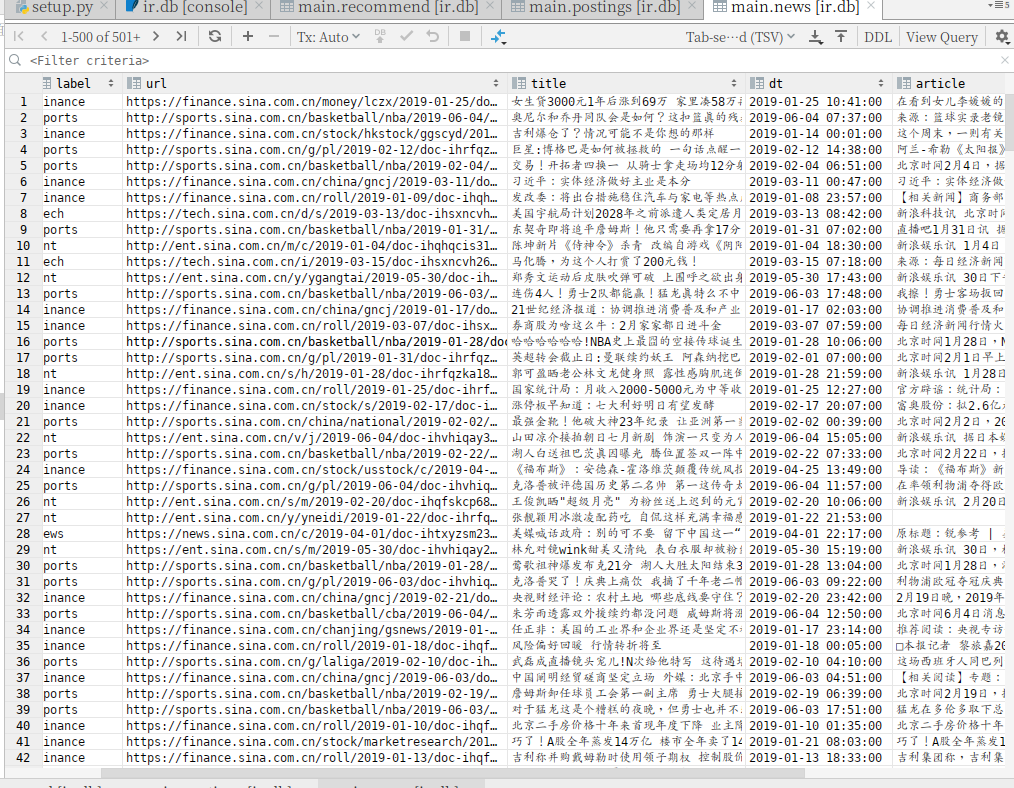 setup.py ir.db [console] main.recommend [ir.db] main.postings [ir.db] main.news [ir.db] 5
1-500 of 501+ Tx: Auto DB Tab-se…d (TSV) DDL View Query
<Filter criteria>
label url title dt article
1 inance https://finance.sina.com.cn/money/lczx/2019-01-25/do… 女生贷3000元1年后涨到69万 家里凑58万 2019-01-25 10:41:00 在看到女儿李媛媛的
2 ports http://sports.sina.com.cn/basketball/nba/2019-06-04/… 奥尼尔和乔丹同队会是如何？这扣篮真的 2019-06-04 07:37:00 来源：篮球实录老镜
3 inance https://finance.sina.com.cn/stock/hkstock/ggscyd/201… 吉利爆仓了？情况可能不是你想的那样 2019-01-14 00:01:00 这个周末，一则有关
4 ports http://sports.sina.com.cn/g/pl/2019-02-12/doc-ihrfqz… 巨星：博格巴是如何被拯救的 一句话点醒一 2019-02-12 14:38:00 阿兰-希勒《太阳报》
5 ports http://sports.sina.com.cn/basketball/nba/2019-02-04/… 交易！开拓者四换一 从骑士拿走场均12分 2019-02-04 06:51:00 北京时间2月4日，据
6 inance https://finance.sina.com.cn/china/gncj/2019-03-11/do… 习近平：实体经济做好主业是本分 2019-03-11 00:47:00 习近平：实体经济做
7 inance https://finance.sina.com.cn/roll/2019-01-09/doc-ihqh… 发改委：将出台措施稳住汽车与家电等热点 2019-01-08 23:57:00 【相关新闻】商务部
8 ech https://tech.sina.com.cn/d/s/2019-03-13/doc-ihsxncvh… 美国宇航局计划2028年之前派遣人类定居月 2019-03-13 08:42:00 新浪科技讯 北京时间
9 ports http://sports.sina.com.cn/basketball/nba/2019-01-31/… 东契奇即将追平詹姆斯！他只需要再拿17分 2019-01-31 07:02:00 直播吧1月31日讯 据
10 nt http://ent.sina.com.cn/m/c/2019-01-04/doc-ihqhqcis31… 陈坤新片《侍神令》杀青 改编自游戏《阴阳 2019-01-04 18:30:00 新浪娱乐讯 1月4日
11 ech https://tech.sina.com.cn/i/2019-03-15/doc-ihsxncvh26… 马化腾，为这个人打赏了200元钱！ 2019-03-15 07:18:00 来源：每日经济新闻
12 nt https://ent.sina.com.cn/y/ygangtai/2019-05-30/doc-ih… 郑秀文运动后皮肤吹弹可破 上围呼之欲出身 2019-05-30 17:43:00 新浪娱乐讯 30日下午
13 ports http://sports.sina.com.cn/basketball/nba/2019-06-03/… 连伤4人！勇士2队都能赢！猛龙真特么不中 2019-06-03 17:48:00 我擦！勇士客场扳回
14 inance https://finance.sina.com.cn/china/gncj/2019-01-17/do… 21世纪经济报道：协调推进消费普及和产业 2019-01-17 02:03:00 协调推进消费普及和
15 inance https://finance.sina.com.cn/roll/2019-03-07/doc-ihsx… 券商股为啥这么牛：2月家家都日进斗金 2019-03-07 07:59:00 每日经济新闻行情火
16 ports http://sports.sina.com.cn/basketball/nba/2019-01-28/doc 哈哈哈哈哈哈！NBA史上最囧的空接传球诞生 2019-01-28 10:06:00 北京时间1月28日，N
17 ports http://sports.sina.com.cn/g/pl/2019-01-31/doc-ihrfqz… 英超转会截止日：曼联续约妖王 阿森纳挖巴 2019-02-01 07:00:00 北京时间2月1日早上
18 nt http://ent.sina.com.cn/s/h/2019-01-28/doc-ihrfqzka18… 郭可盈晒老公林文龙健身照 露性感胸肌迷倒 2019-01-28 21:59:00 新浪娱乐讯 1月28日
19 inance https://finance.sina.com.cn/roll/2019-01-25/doc-ihrf… 国家统计局：月收入2000-5000元为中等收 2019-01-25 12:27:00 官方辟谣：统计局：
20 inance https://finance.sina.com.cn/stock/s/2019-02-17/doc-i… 涨停板早知道：七大利好明日有望发酵 2019-02-17 20:07:00 富奥股份：拟2.6亿
21 ports http://sports.sina.com.cn/china/national/2019-02-02/… 最强金靴！他破大神23年纪录 让亚洲第一 2019-02-02 00:39:00 北京时间2月2日，20
22 nt http://ent.sina.com.cn/v/j/2019-06-04/doc-ihvhiqay3… 山田凉介接拍朝日七月新剧 饰演一只变为人 2019-06-04 15:05:00 新浪娱乐讯 据日本媒
23 ports http://sports.sina.com.cn/basketball/nba/2019-02-22/… 湖人白送祖巴茨真因曝光 腾位置签双一阵中 2019-02-22 07:33:00 北京时间2月22日，据
24 inance https://finance.sina.com.cn/stock/usstock/c/2019-04-… 《福布斯》：安德森-霍洛维茨颠覆传统风投 2019-04-25 13:49:00 导读：《福布斯》新
25 ports http://sports.sina.com.cn/g/pl/2019-06-04/doc-ihvhiq… 克洛普被评德国历史第二名帅 第一这传奇 2019-06-04 11:57:00 在率领利物浦夺得欧
26 nt http://ent.sina.com.cn/s/m/2019-02-20/doc-ihqfskcp68… 王俊凯晒"超级月亮" 为粉丝送上迟到的元宵 2019-02-20 10:06:00 新浪娱乐讯 2月20日
27 nt http://ent.sina.com.cn/y/yneidi/2019-01-22/doc-ihrfq… 张靓颖用冰激凌配药吃 自侃这样充满幸福感 2019-01-22 21:53:00
28 ews https://news.sina.com.cn/c/2019-04-01/doc-ihtxyzsm23… 美媒喊话政府：别的可不要 留下中国这一“ 2019-04-01 22:17:00 原标题：锐参考 |
29 nt https://ent.sina.com.cn/s/m/2019-05-30/doc-ihvhiqay2… 林允对镜wink甜美又清纯 表白衣服却被粉丝 2019-05-30 15:19:00 新浪娱乐讯 30日，
30 ports http://sports.sina.com.cn/basketball/nba/2019-01-28/… 莺歌祖神爆发布克21分 湖人大胜太阳结束3 2019-01-28 13:04:00 北京时间1月28日，湖
31 ports http://sports.sina.com.cn/g/pl/2019-06-03/doc-ihvhiq… 克洛普哭了！庆典上痛饮 我摘了千年老二帽 2019-06-03 09:22:00 利物浦欧冠夺冠庆典
32 inance https://finance.sina.com.cn/china/gncj/2019-02-21/do… 央视财经评论：农村土地 哪些底线要守住？ 2019-02-20 23:42:00 2月19日晚，2019年
33 ports http://sports.sina.com.cn/basketball/cba/2019-06-04/… 朱芳雨透露双外援续约都没问题 威姆斯将 2019-06-04 12:50:00 北京时间6月4日消息
34 inance https://finance.sina.com.cn/chanjing/gsnews/2019-01-… 任正非：美国的工业界和企业界还是坚定不 2019-01-17 23:14:00 推荐阅读：央视专访
35 inance https://finance.sina.com.cn/roll/2019-01-18/doc-ihqf… 风险偏好回暖 行情转折将至 2019-01-18 00:05:00 □本报记者 黎旅嘉20
36 ports http://sports.sina.com.cn/g/laliga/2019-02-10/doc-ih… 武磊成直播镜头宠儿！N次给他特写 这待遇 2019-02-10 04:10:00 这场西班牙人同巴列
37 inance https://finance.sina.com.cn/china/gncj/2019-06-03/do… 中国阐明经贸磋商坚定立场 外媒：北京手中 2019-06-03 04:51:00 【相关阅读】专题：
38 ports http://sports.sina.com.cn/basketball/nba/2019-02-19/… 詹姆斯卸任球员工会第一副主席 勇士大腿接 2019-02-19 06:39:00 北京时间2月19日，据
39 ports http://sports.sina.com.cn/basketball/nba/2019-06-03/… 对于猛龙这是个糟糕的夜晚，但勇士也并不 2019-06-03 17:51:00 猛龙在多伦多取下总
40 inance https://finance.sina.com.cn/roll/2019-01-10/doc-ihqf… 北京二手房价格十年来首现年度下降 业主降 2019-01-10 01:35:00 北京二手房价格十年
41 inance https://finance.sina.com.cn/stock/marketresearch/201… 巧了！A股全年蒸发14万亿 楼市全年卖了14 2019-01-21 08:03:00 巧了！A股全年蒸发1
42 inance https://finance.sina.com.cn/roll/2019-01-13/doc-ihqf… 吉利称并购戴姆勒时使用领子期权 控制股价 2019-01-13 18:33:00 吉利集团称，吉利集